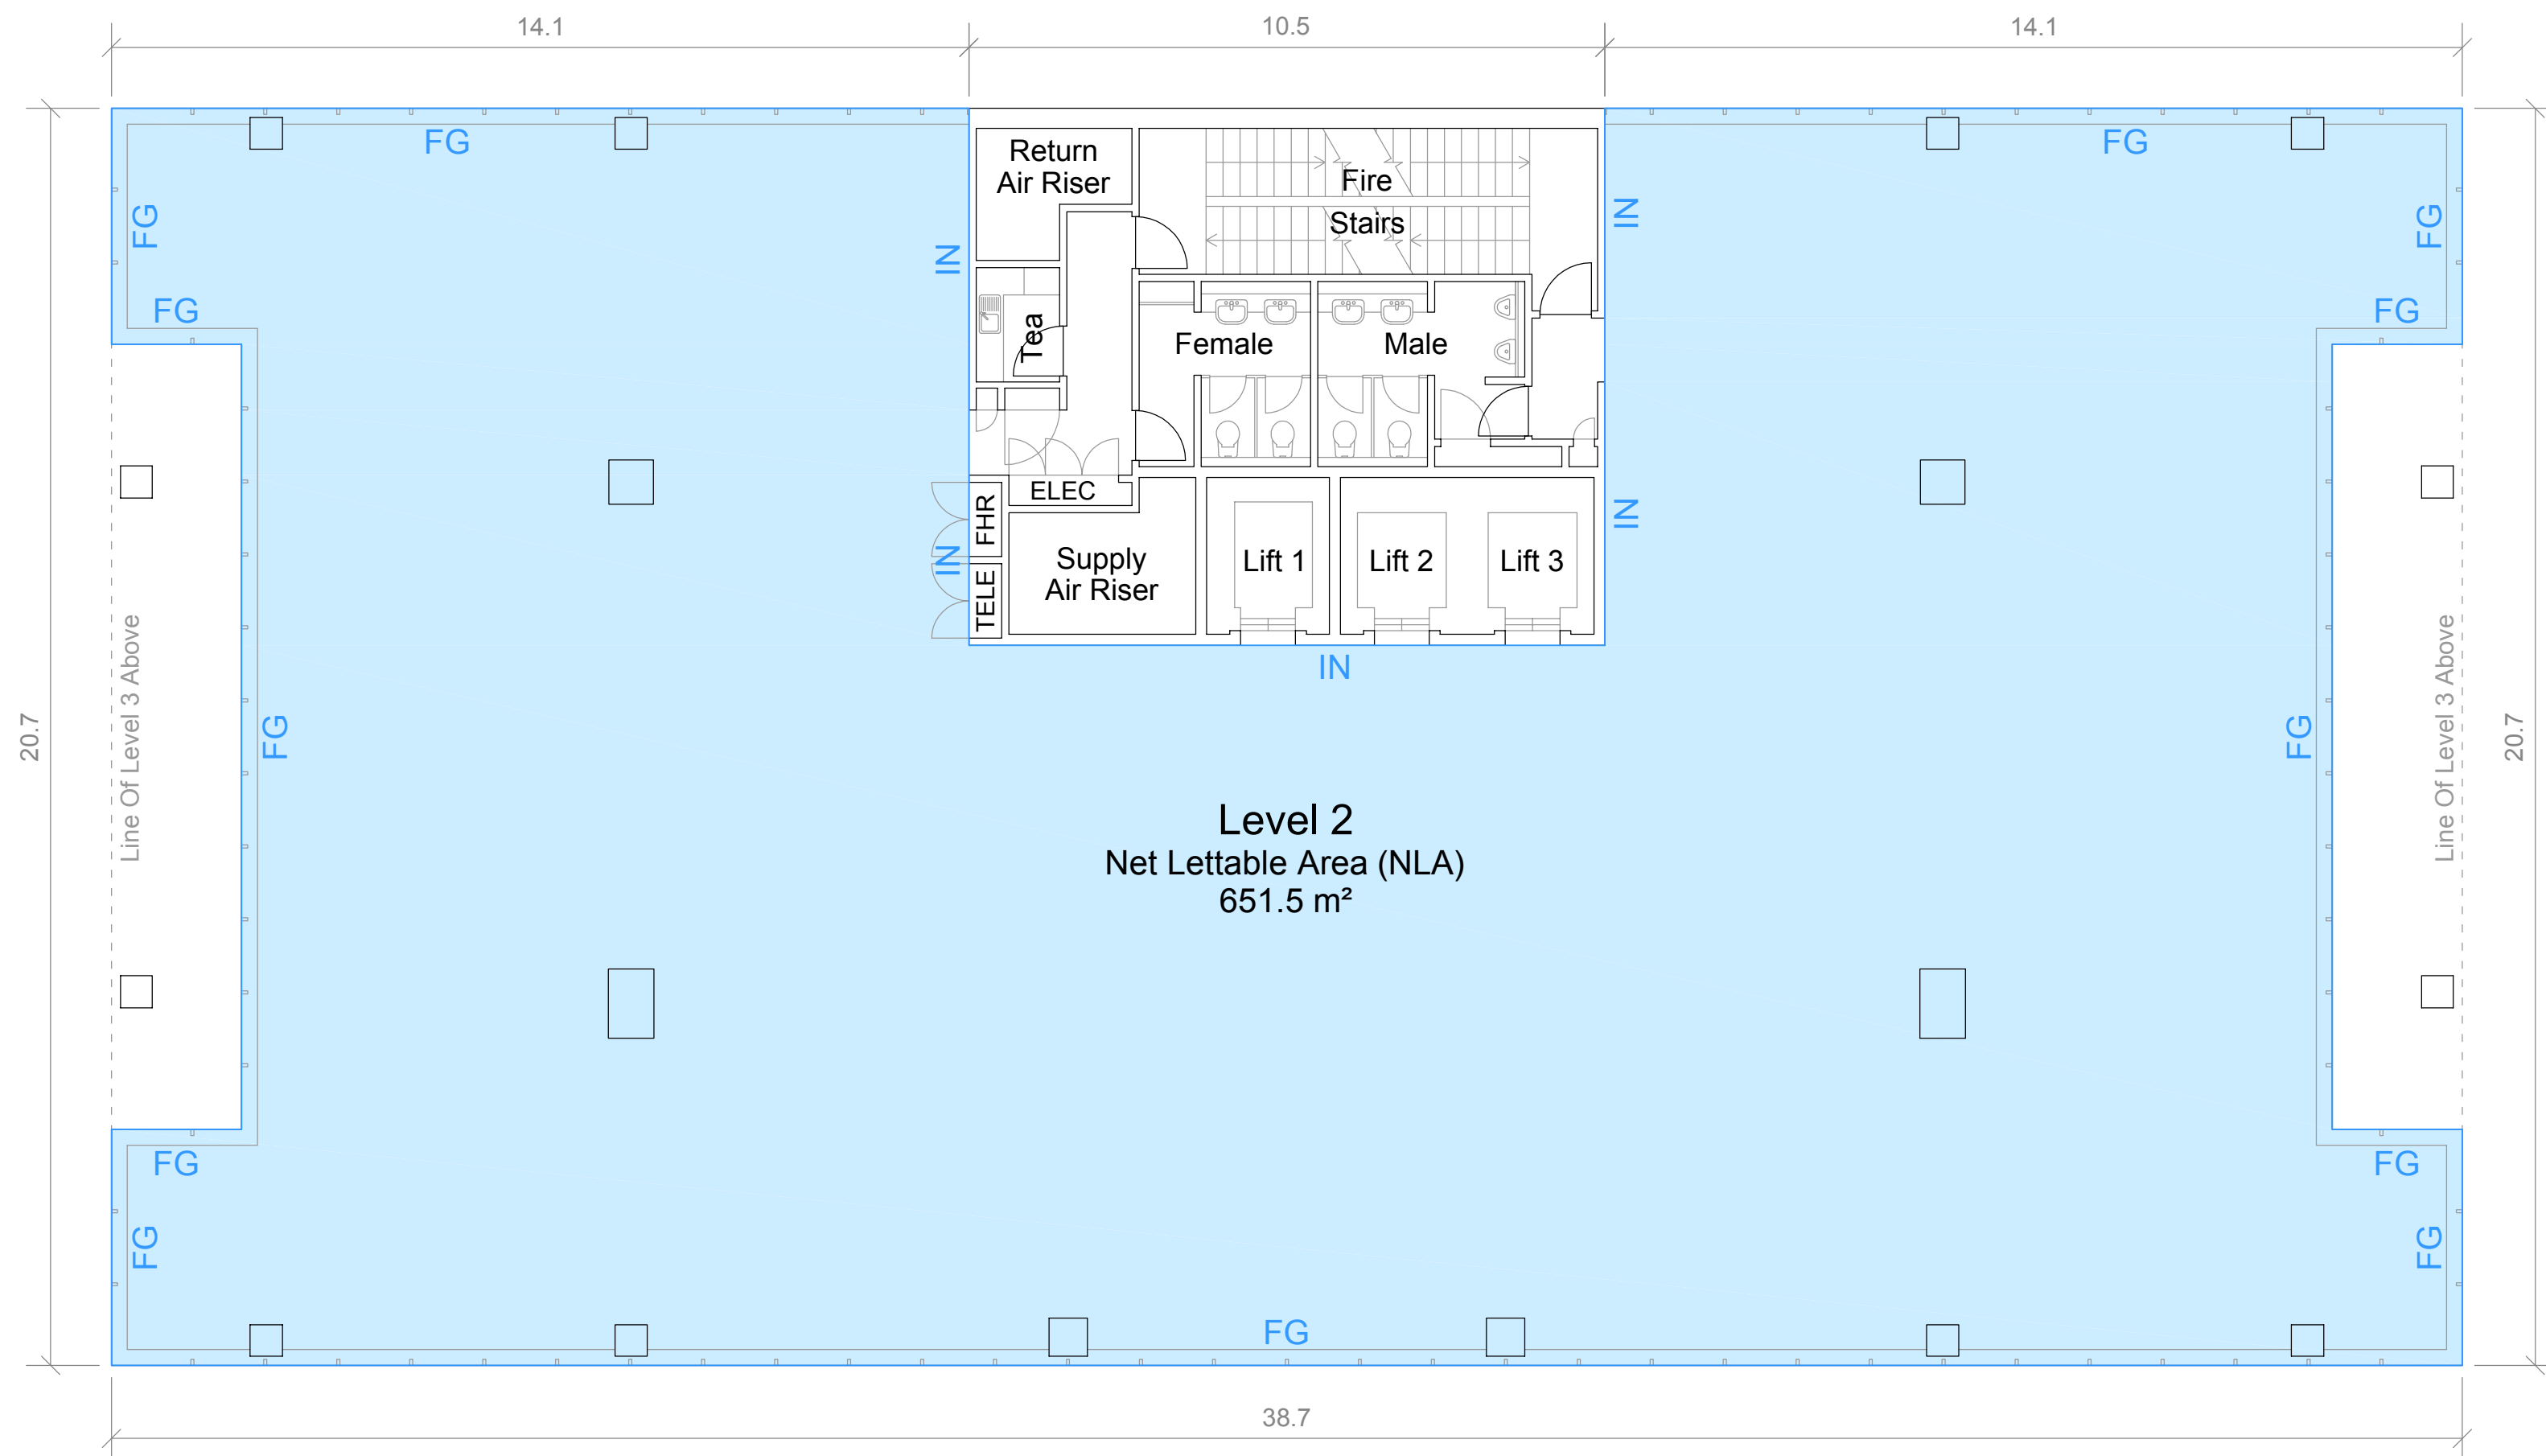 14.1
10.5
14.1
FG
FG
Return
Air Riser
Fire
Stairs
FG
FG
IN
IN
FG
FG
FG
Tea
Female
Male
IN
ELEC
FHR
IN
TELE
Supply
Air Riser
Lift 1
Lift 2
Lift 3
IN
20.7
Line Of Level 3 Above
FG
FG
Line Of Level 3 Above
20.7
Level 2
Net Lettable Area (NLA)
651.5 m²
FG
FG
FG
FG
FG
38.7